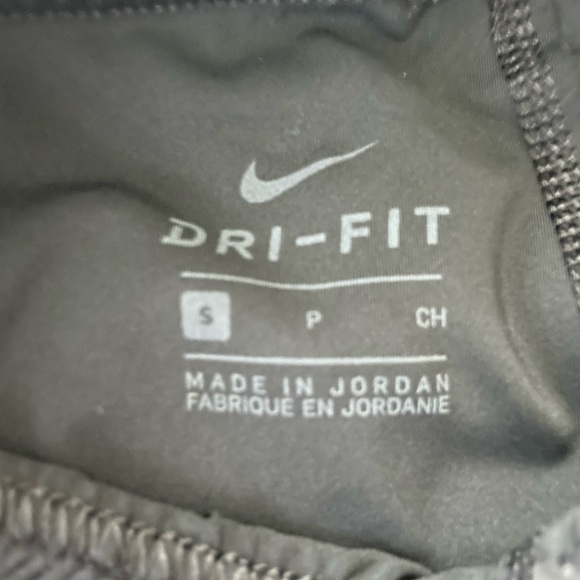 DRI-FIT
S P CH
MADE IN JORDAN
FABRIQUE EN JORDANIE